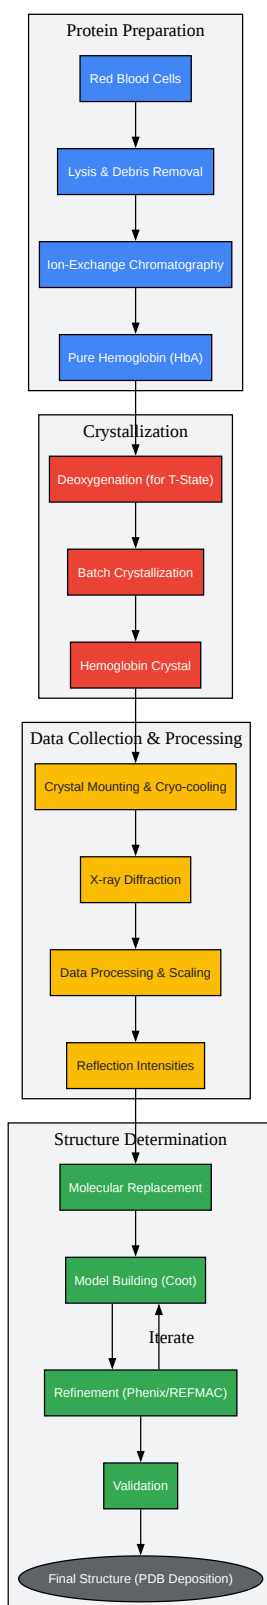 Protein Preparation
Red Blood Cells
Lysis & Debris Removal
Ion-Exchange Chromatography
Pure Hemoglobin (HbA)
Crystallization
Deoxygenation (for T-State)
Batch Crystallization
Hemoglobin Crystal
Data Collection & Processing
Crystal Mounting & Cryo-cooling
X-ray Diffraction
Data Processing & Scaling
Reflection Intensities
Structure Determination
Molecular Replacement
Model Building (Coot)
Iterate
Refinement (Phenix/REFMAC)
Validation
Final Structure (PDB Deposition)